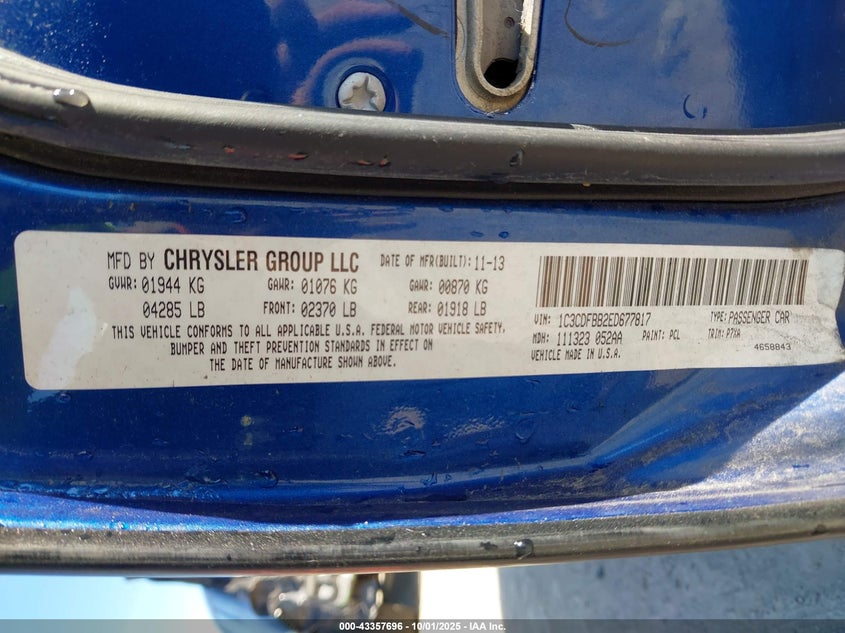 MFD BY CHRYSLER GROUP LLC DATE OF MFR(BUILT): 11-13
GVWR: 01944 KG GAWR: 01076 KG GAWR: 00870 KG
04285 LB FRONT: 02370 LB REAR: 01918 LB
THIS VEHICLE CONFORMS TO ALL APPLICABLE U.S.A. FEDERAL MOTOR VEHICLE SAFETY,
BUMPER AND THEFT PREVENTION STANDARDS IN EFFECT ON
THE DATE OF MANUFACTURE SHOWN ABOVE.
VIN: 1C3CDFBB2ED677817 TYPE: PASSENGER CAR
MDH: 111323 052AA PAINT: PCL TRIM: P7XA
VEHICLE MADE IN U.S.A. 4658843
000-43357696 | 10/01/2025 | IAA Inc.